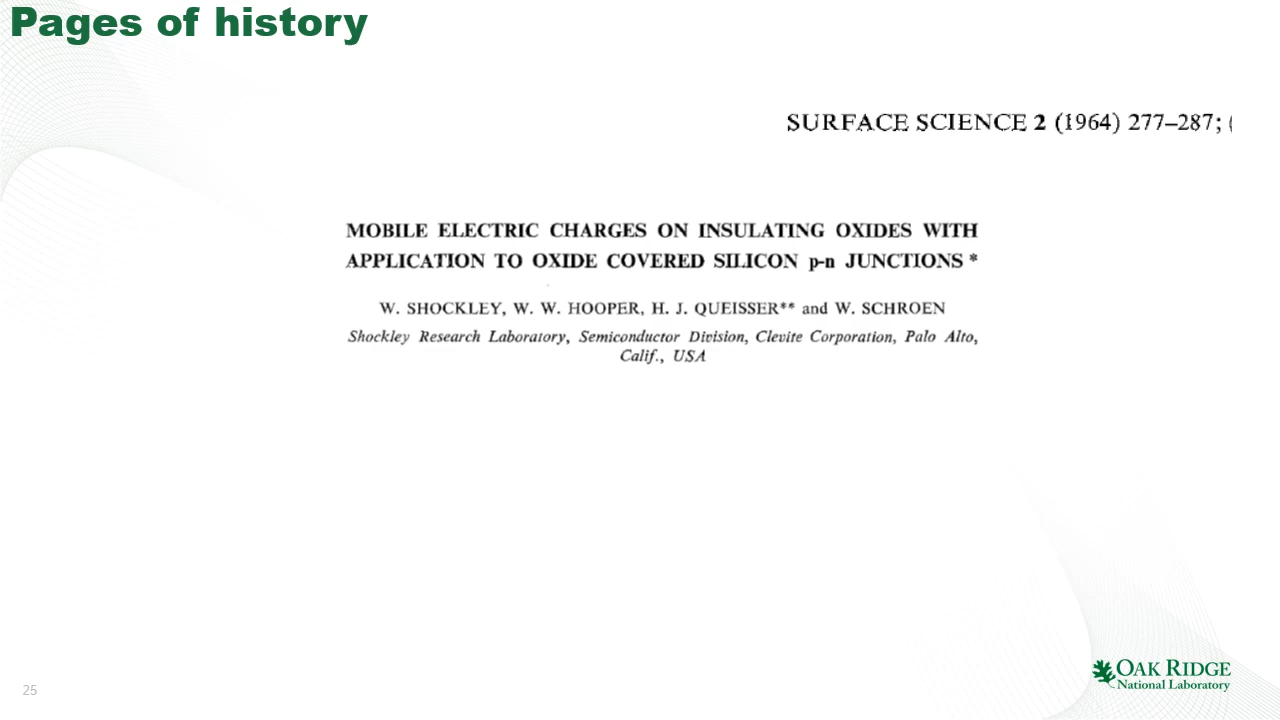 Pages of history
SURFACE SCIENCE 2 (1964) 277–287; (
MOBILE ELECTRIC CHARGES ON INSULATING OXIDES WITH
APPLICATION TO OXIDE COVERED SILICON p-n JUNCTIONS *
W. SHOCKLEY, W. W. HOOPER, H. J. QUEISSER** and W. SCHROEN
Shockley Research Laboratory, Semiconductor Division, Clevite Corporation, Palo Alto,
Calif., USA
25
OAK RIDGE
National Laboratory